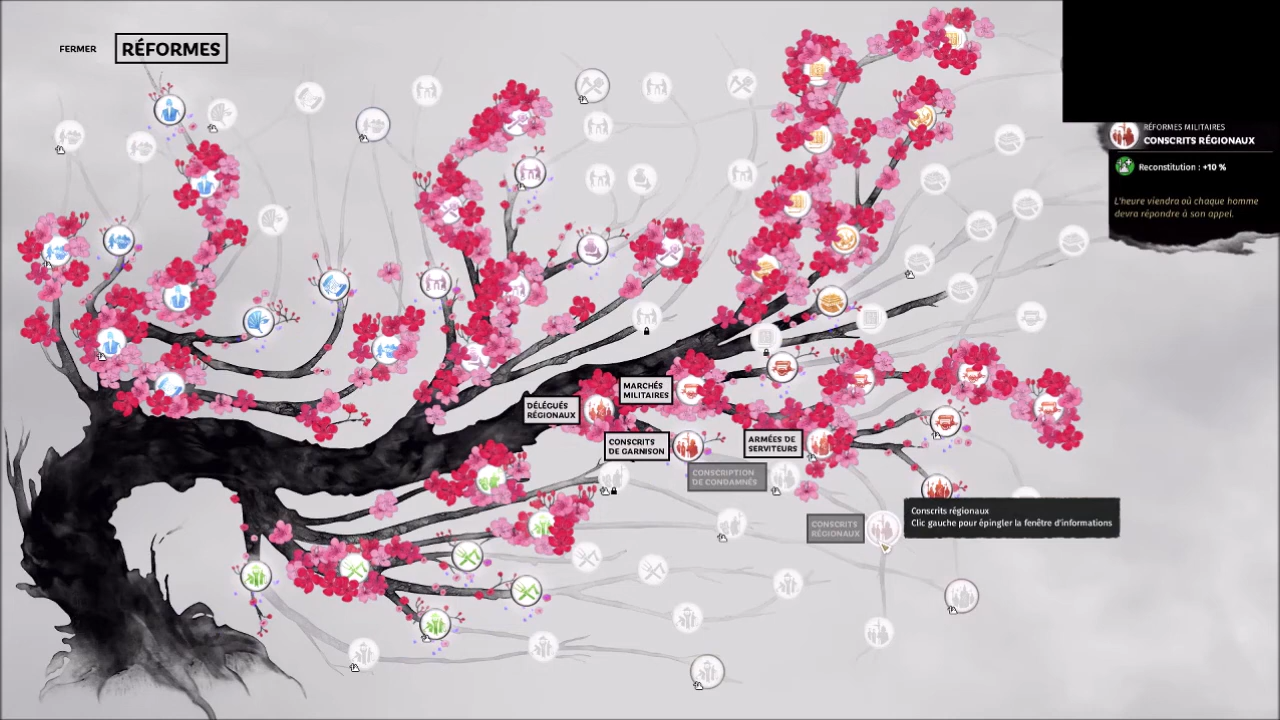 FERMER
RÉFORMES
RÉFORMES MILITAIRES
CONSCRITS RÉGIONAUX
Reconstitution : +10 %
L'heure viendra où chaque homme
devra répondre à son appel.
MARCHÉS
MILITAIRES
DÉLÉGUÉS
RÉGIONAUX
CONSCRITS
DE GARNISON
ARMÉES DE
SERVITEURS
CONSCRIPTION
DE CONDAMNÉS
CONSCRITS
RÉGIONAUX
Conscrits régionaux
Clic gauche pour épingler la fenêtre d'informations